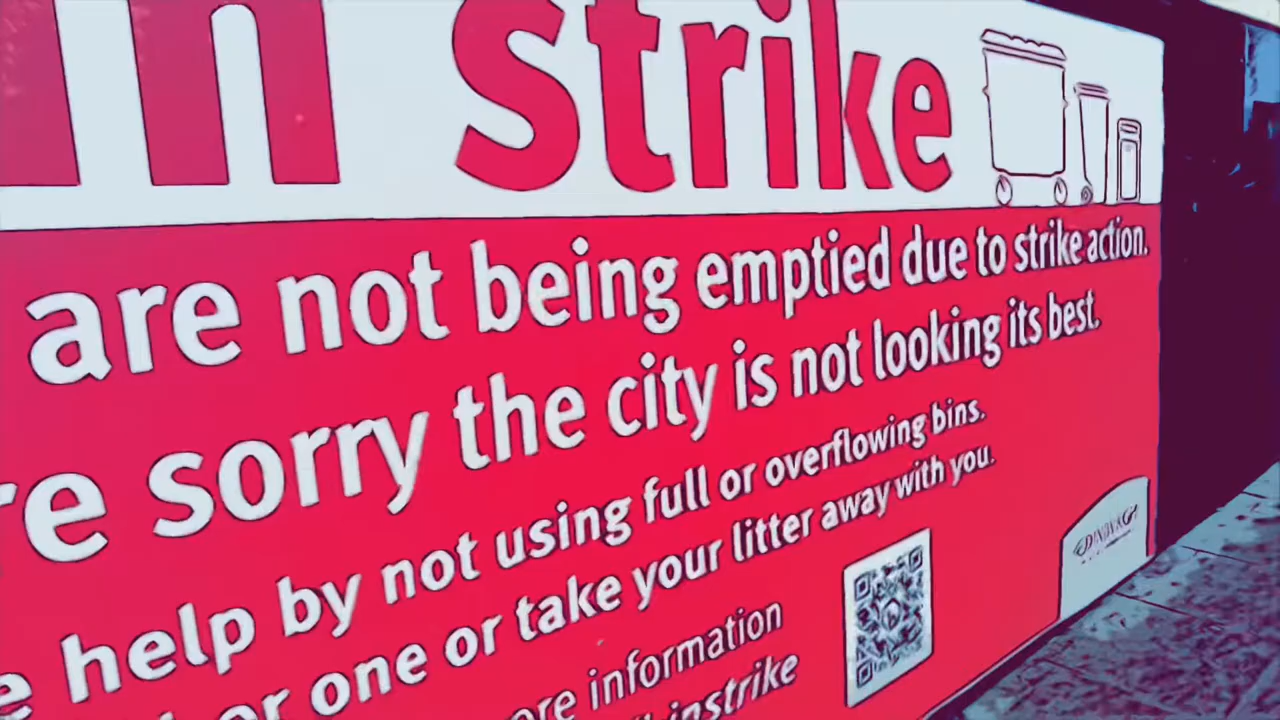 in strike
are not being emptied due to strike action.
sorry the city is not looking its best.
help by not using full or overflowing bins.
one or take your litter away with you.
information